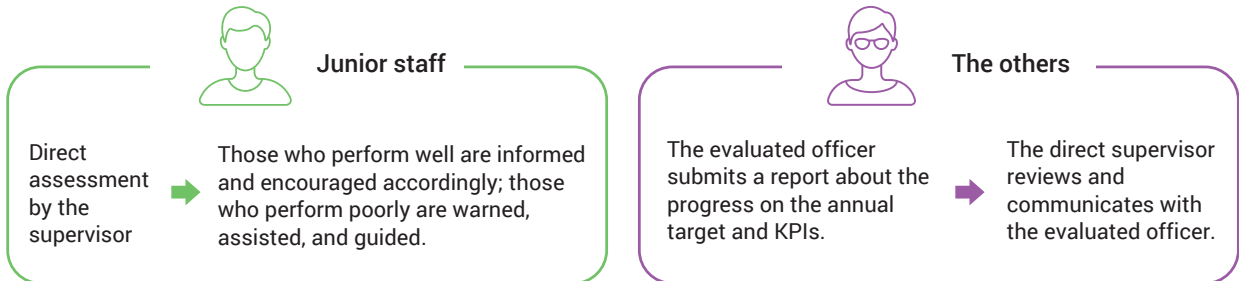 Junior staff
Direct
assessment
by the
supervisor
Those who perform well are informed
and encouraged accordingly; those
who perform poorly are warned,
assisted, and guided.
The others
The evaluated officer
submits a report about the
progress on the annual
target and KPIs.
The direct supervisor
reviews and
communicates with
the evaluated officer.